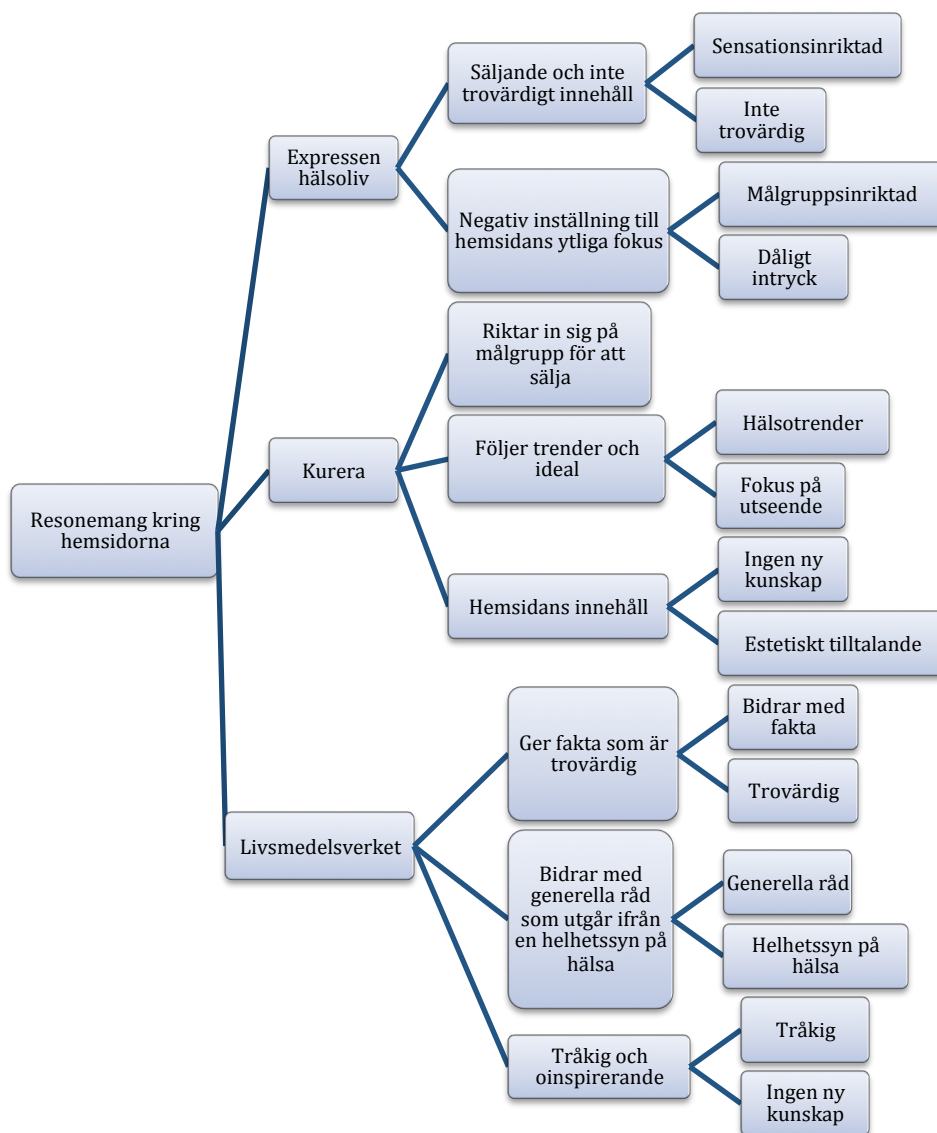 Resonemang kring
hemsidorna
Expressen
hälsoliv
Säljande och inte
trovärdigt innehåll
Sensationsinriktad
Inte
trovärdig
Negativ inställning till
hemsidans ytliga fokus
Målgruppsinriktad
Dåligt
intryck
Kurera
Riktar in sig på
målgrupp för att
sälja
Följer trender och
ideal
Hälsotrender
Fokus på
utseende
Hemsidans innehåll
Ingen ny
kunskap
Estetiskt tilltalande
Livsmedelsverket
Ger fakta som är
trovärdig
Bidrar med
fakta
Trovärdig
Bidrar med
generella råd
som utgår ifrån
en helhetssyn på
hälsa
Generella råd
Helhetssyn på
hälsa
Tråkig och
oinspirerande
Tråkig
Ingen ny
kunskap